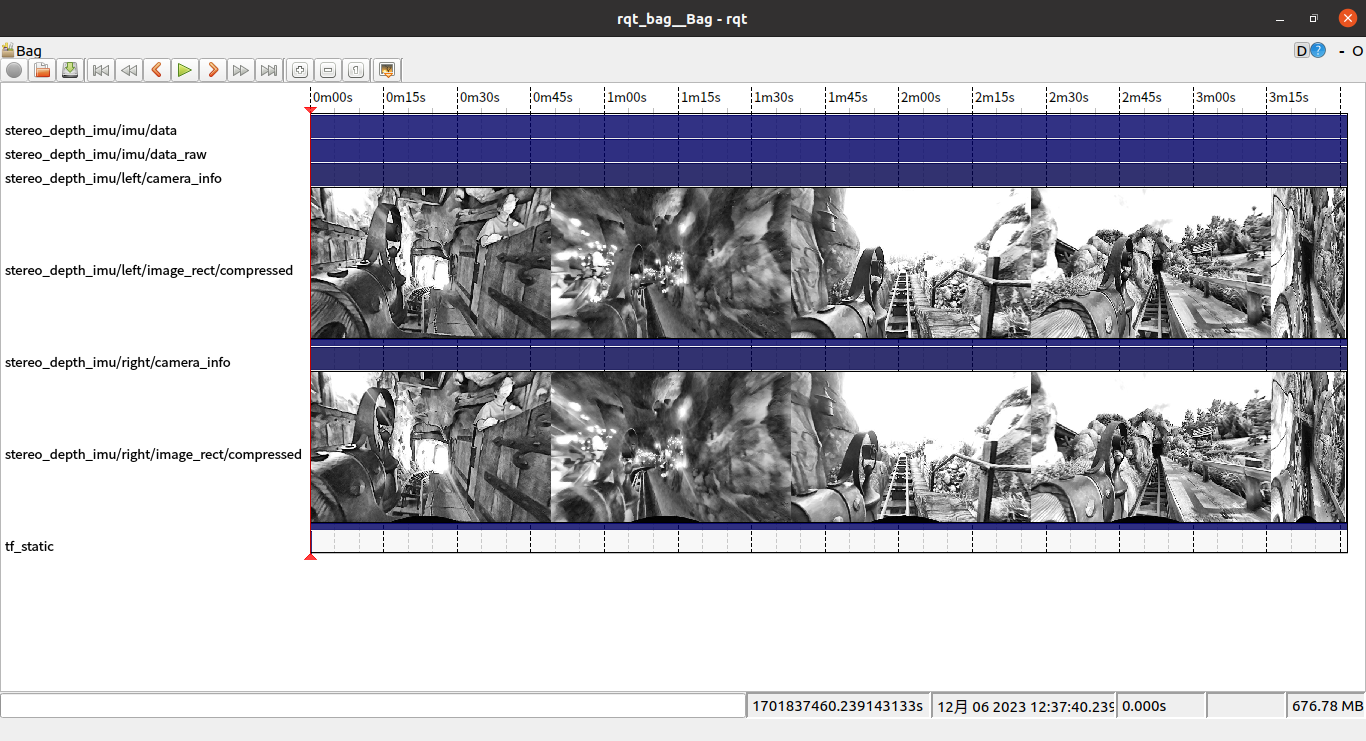 rqt_bag__Bag - rqt
Bag
D ? - O
0m00s 0m15s 0m30s 0m45s 1m00s 1m15s 1m30s 1m45s 2m00s 2m15s 2m30s 2m45s 3m00s 3m15s
stereo_depth_imu/imu/data
stereo_depth_imu/imu/data_raw
stereo_depth_imu/left/camera_info
stereo_depth_imu/left/image_rect/compressed
stereo_depth_imu/right/camera_info
stereo_depth_imu/right/image_rect/compressed
tf_static
1701837460.239143133s 12月 06 2023 12:37:40.239 0.000s 676.78 MB